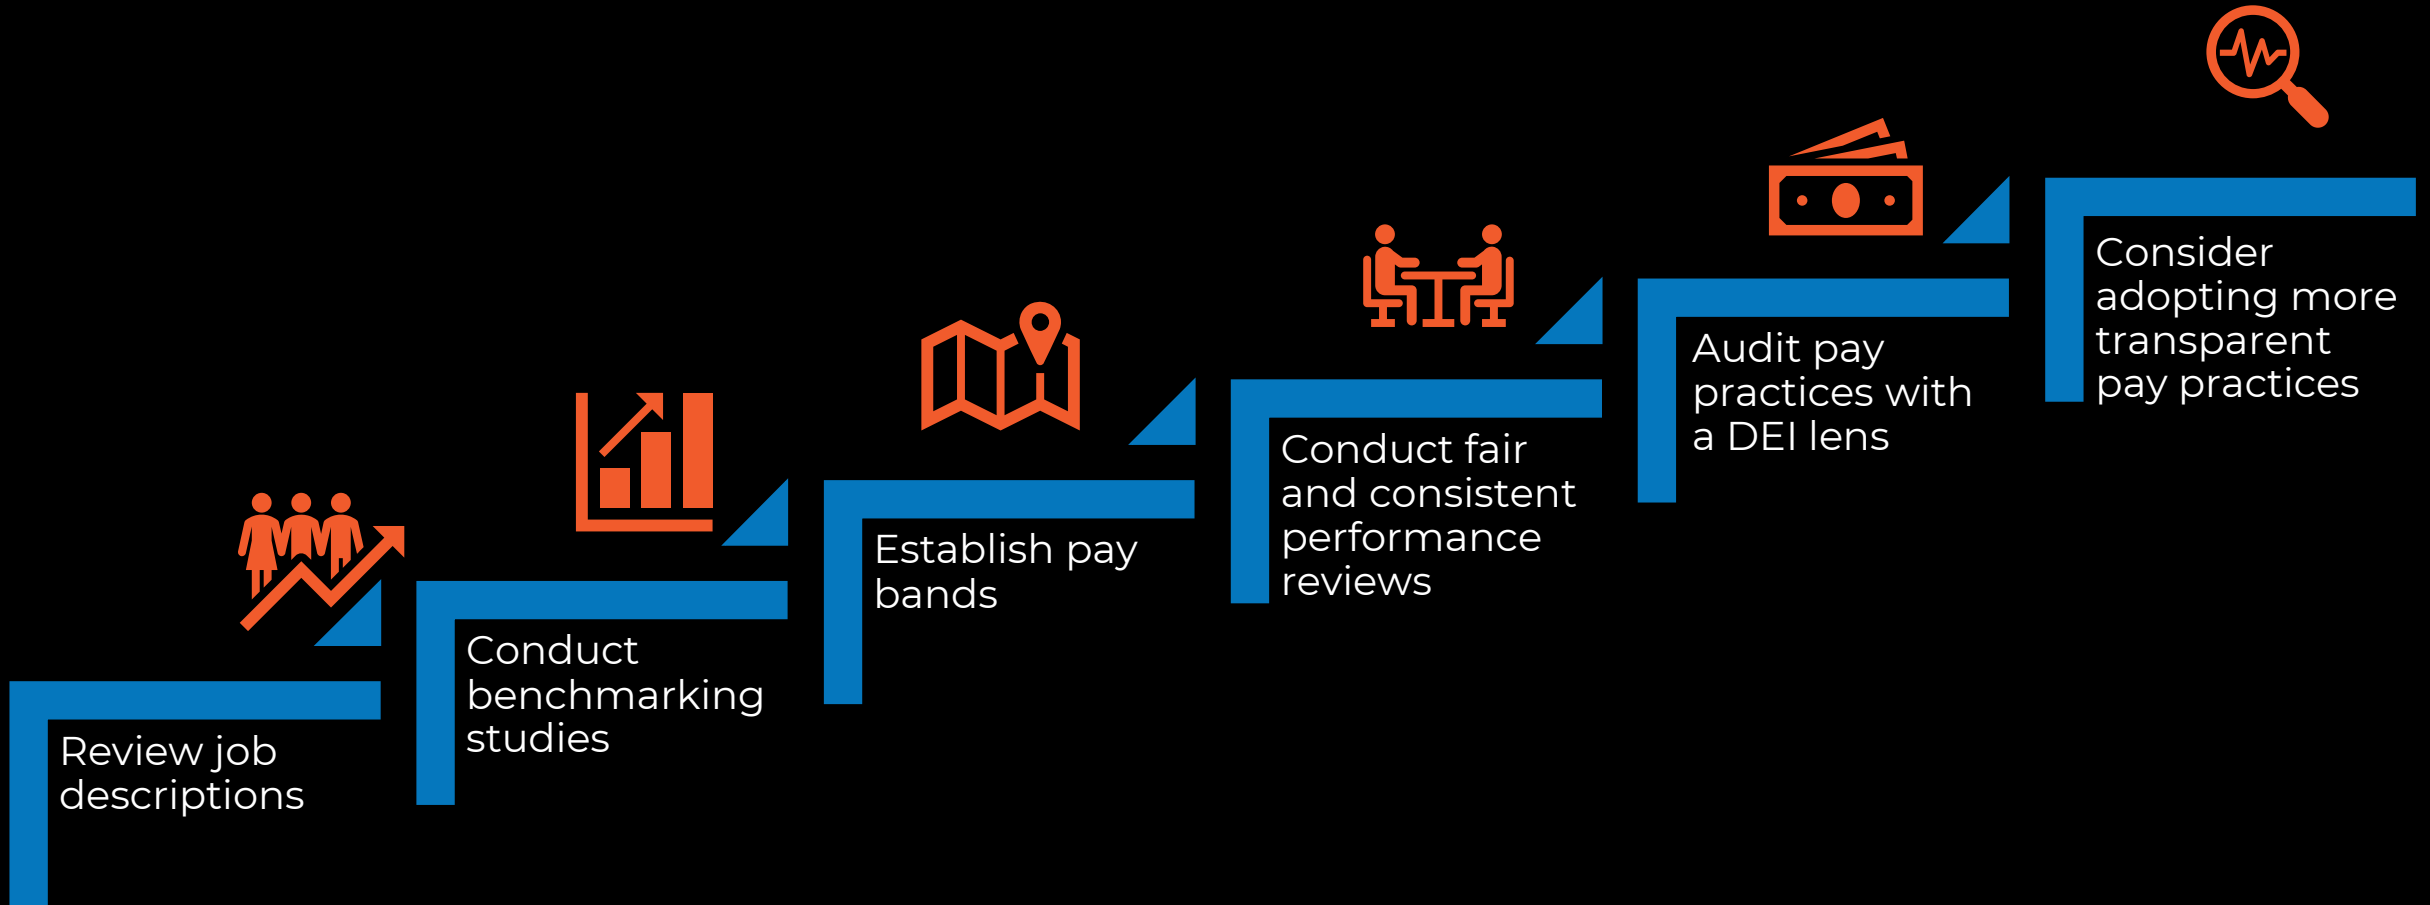 Review job
descriptions
Conduct
benchmarking
studies
Establish pay
bands
Conduct fair
and consistent
performance
reviews
Audit pay
practices with
a DEI lens
Consider
adopting more
transparent
pay practices